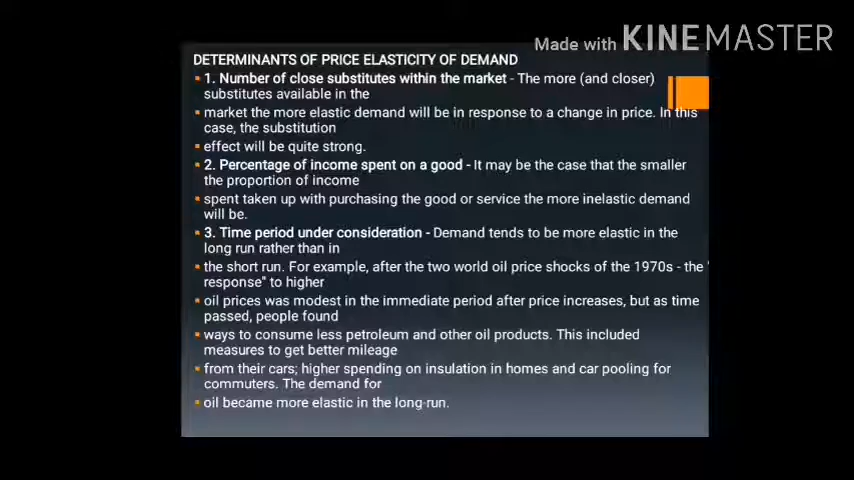 Made with KINEMASTER
DETERMINANTS OF PRICE ELASTICITY OF DEMAND
▪ 1. Number of close substitutes within the market - The more (and closer)
substitutes available in the
▪ market the more elastic demand will be in response to a change in price. In this
case, the substitution
▪ effect will be quite strong.
▪ 2. Percentage of income spent on a good - It may be the case that the smaller
the proportion of income
▪ spent taken up with purchasing the good or service the more inelastic demand
will be.
▪ 3. Time period under consideration - Demand tends to be more elastic in the
long run rather than in
▪ the short run. For example, after the two world oil price shocks of the 1970s - the "
response" to higher
▪ oil prices was modest in the immediate period after price increases, but as time
passed, people found
▪ ways to consume less petroleum and other oil products. This included
measures to get better mileage
▪ from their cars; higher spending on insulation in homes and car pooling for
commuters. The demand for
▪ oil became more elastic in the long-run.